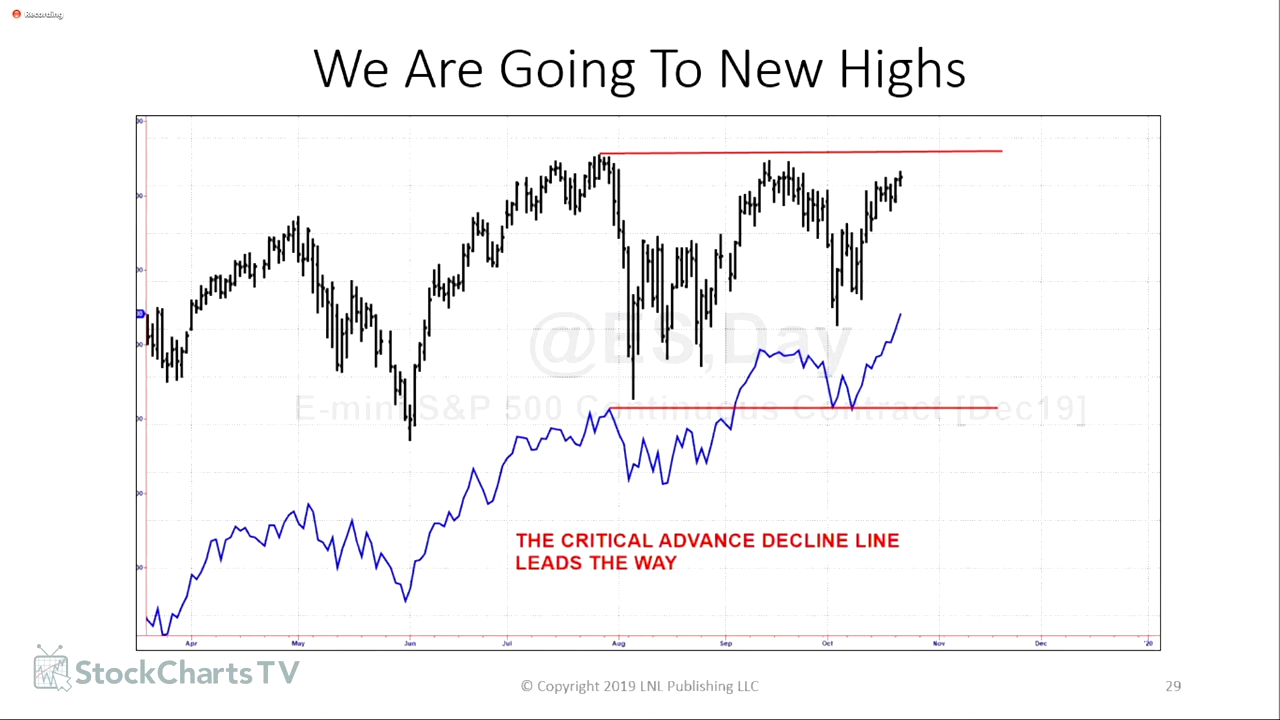 Recording
We Are Going To New Highs
@ES,Day
E-mini S&P 500 Continuous Contract [Dec19]
THE CRITICAL ADVANCE DECLINE LINE
LEADS THE WAY
Apr May Jun Jul Aug Sep Oct Nov Dec '20
StockCharts TV
© Copyright 2019 LNL Publishing LLC
29